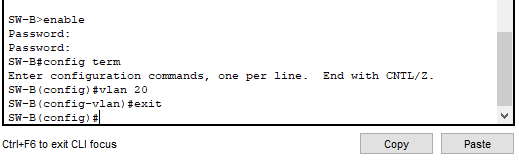 SW-B>enable
Password:
Password:
SW-B#config term
Enter configuration commands, one per line.  End with CNTL/Z.
SW-B(config)#vlan 20
SW-B(config-vlan)#exit
SW-B(config)#
Ctrl+F6 to exit CLI focus
Copy
Paste